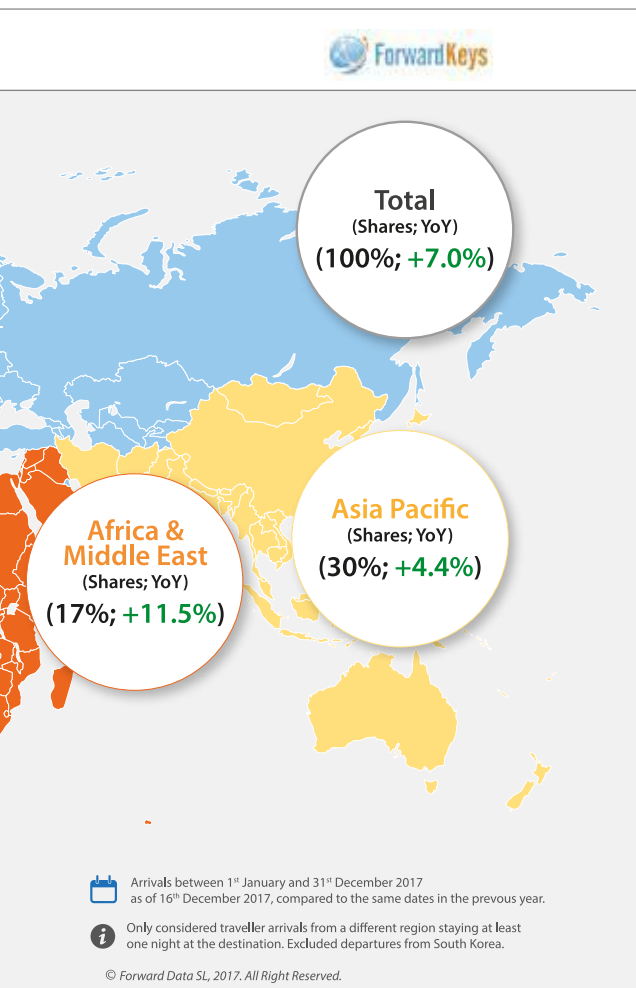 ForwardKeys
Total
(Shares; YoY)
(100%; +7.0%)
Asia Pacific
(Shares; YoY)
(30%; +4.4%)
Africa &
Middle East
(Shares; YoY)
(17%; +11.5%)
Arrivals between 1st January and 31st December 2017
as of 16th December 2017, compared to the same dates in the prevous year.
Only considered traveller arrivals from a different region staying at least
one night at the destination. Excluded departures from South Korea.
© Forward Data SL, 2017. All Right Reserved.